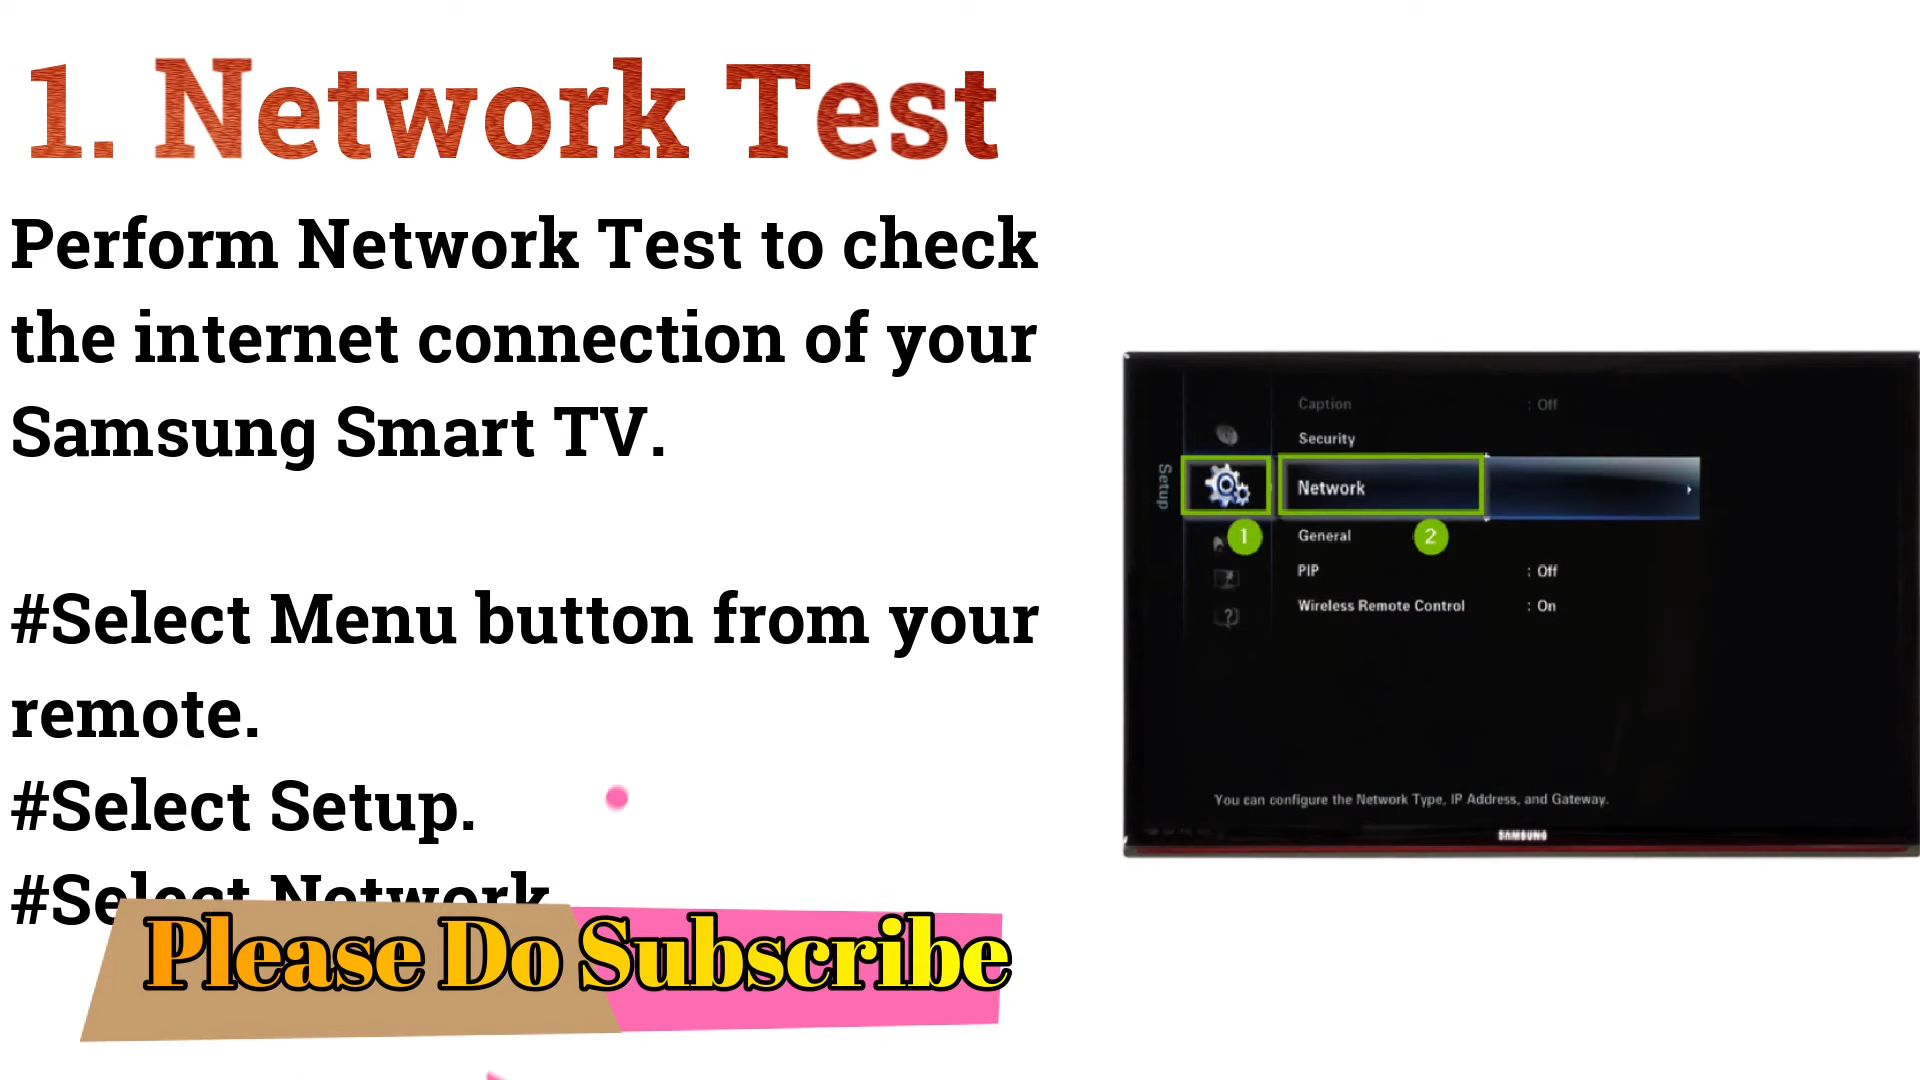 1. Network Test
Perform Network Test to check
the internet connection of your
Samsung Smart TV.
#Select Menu button from your
remote.
#Select Setup.
#Select Network
Please Do Subscribe
Setup
Caption : Off
Security
Network
1
2
General
PIP : Off
Wireless Remote Control : On
You can configure the Network Type, IP Address, and Gateway.
SAMSUNG